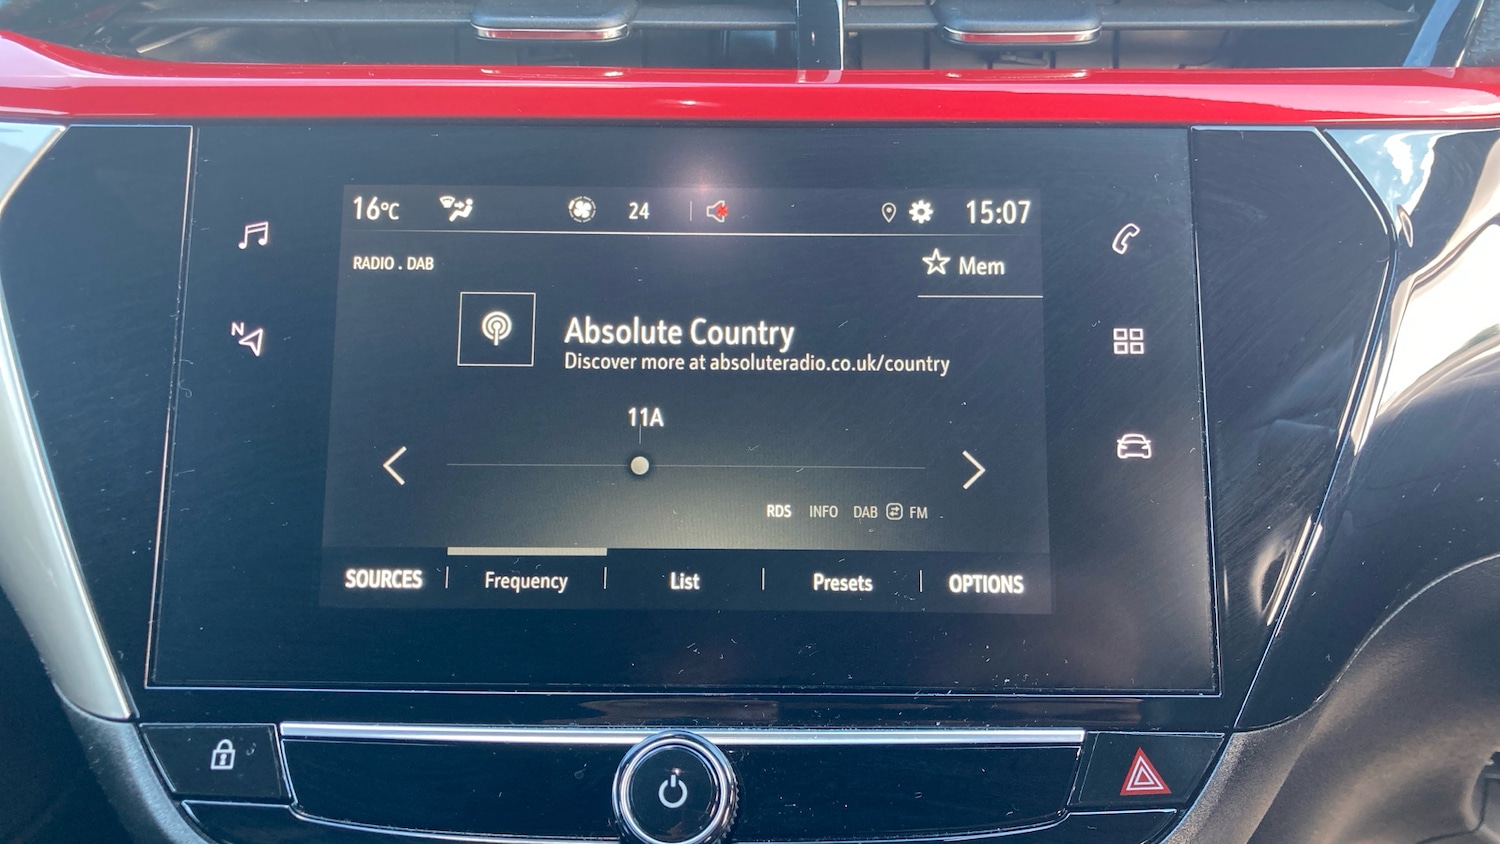 16°C 24 15:07
RADIO . DAB
Mem
Absolute Country
Discover more at absoluteradio.co.uk/country
11A
N
RDS INFO DAB FM
SOURCES Frequency List Presets OPTIONS